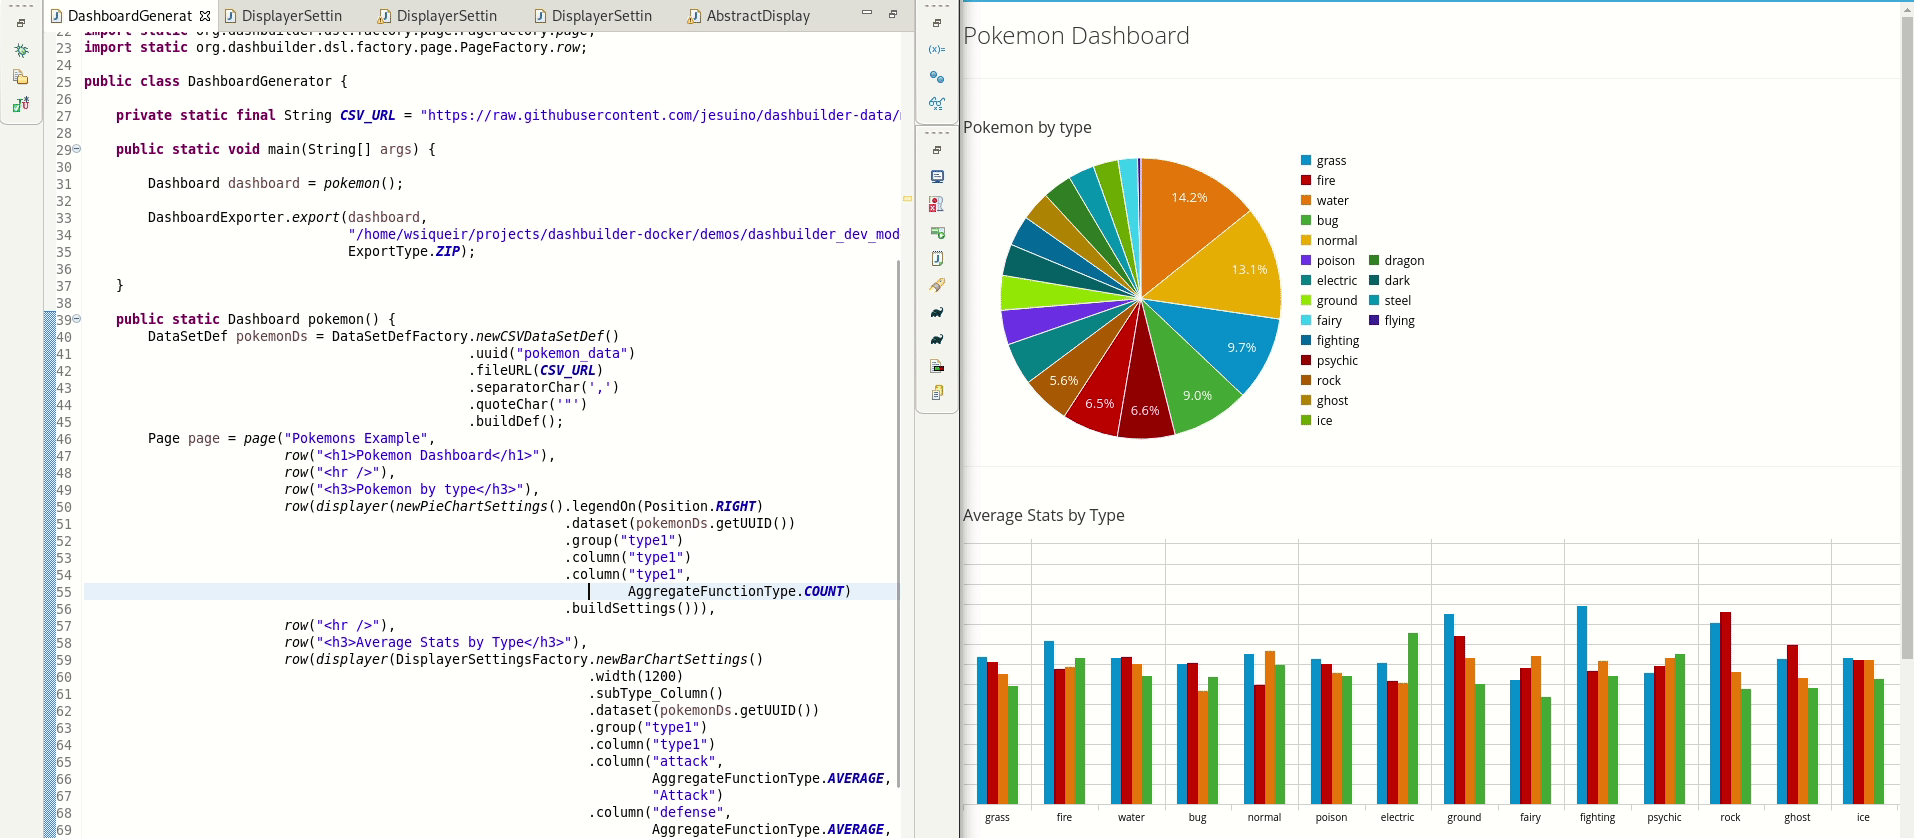 DashboardGenerat
DisplayerSettin
DisplayerSettin
DisplayerSettin
AbstractDisplay
22 import static org.dashbuilder.dsl.factory.page.PageFactory.page;
23 import static org.dashbuilder.dsl.factory.page.PageFactory.row;
24
25 public class DashboardGenerator {
26
27 private static final String CSV_URL = "https://raw.githubusercontent.com/jesuino/dashbuilder-data/
28
29 public static void main(String[] args) {
30
31 Dashboard dashboard = pokemon();
32
33 DashboardExporter.export(dashboard,
34 "/home/wsiqueir/projects/dashbuilder-docker/demos/dashbuilder_dev_mod
35 ExportType.ZIP);
36
37 }
38
39 public static Dashboard pokemon() {
40 DataSetDef pokemonDs = DataSetDefFactory.newCSVDataSetDef()
41 .uuid("pokemon_data")
42 .fileURL(CSV_URL)
43 .separatorChar(',')
44 .quoteChar('"')
45 .buildDef();
46 Page page = page("Pokemons Example",
47 row("<h1>Pokemon Dashboard</h1>"),
48 row("<hr />"),
49 row("<h3>Pokemon by type</h3>"),
50 row(displayer(newPieChartSettings().legendOn(Position.RIGHT)
51 .dataset(pokemonDs.getUUID())
52 .group("type1")
53 .column("type1")
54 .column("type1",
55 AggregateFunctionType.COUNT)
56 .buildSettings())),
57 row("<hr />"),
58 row("<h3>Average Stats by Type</h3>"),
59 row(displayer(DisplayerSettingsFactory.newBarChartSettings()
60 .width(1200)
61 .subType_Column()
62 .dataset(pokemonDs.getUUID())
63 .group("type1")
64 .column("type1")
65 .column("attack",
66 AggregateFunctionType.AVERAGE,
67 "Attack")
68 .column("defense",
69 AggregateFunctionType.AVERAGE,
(x)=
Pokemon Dashboard
Pokemon by type
14.2%
13.1%
9.7%
9.0%
6.6%
6.5%
5.6%
grass
fire
water
bug
normal
poison dragon
electric dark
ground steel
fairy flying
fighting
psychic
rock
ghost
ice
Average Stats by Type
grass fire water bug normal poison electric ground fairy fighting psychic rock ghost ice